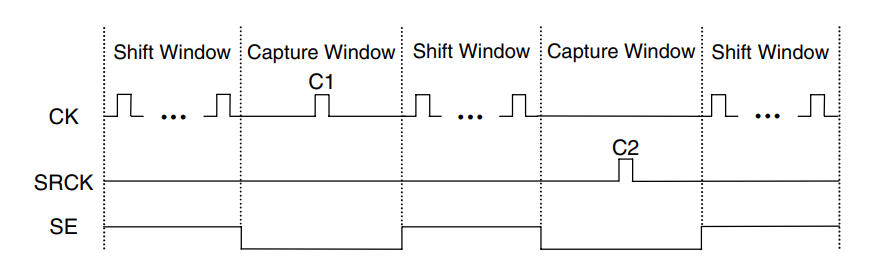 Shift Window Capture Window Shift Window Capture Window Shift Window
C1
CK ... ... ...
C2
SRCK
SE